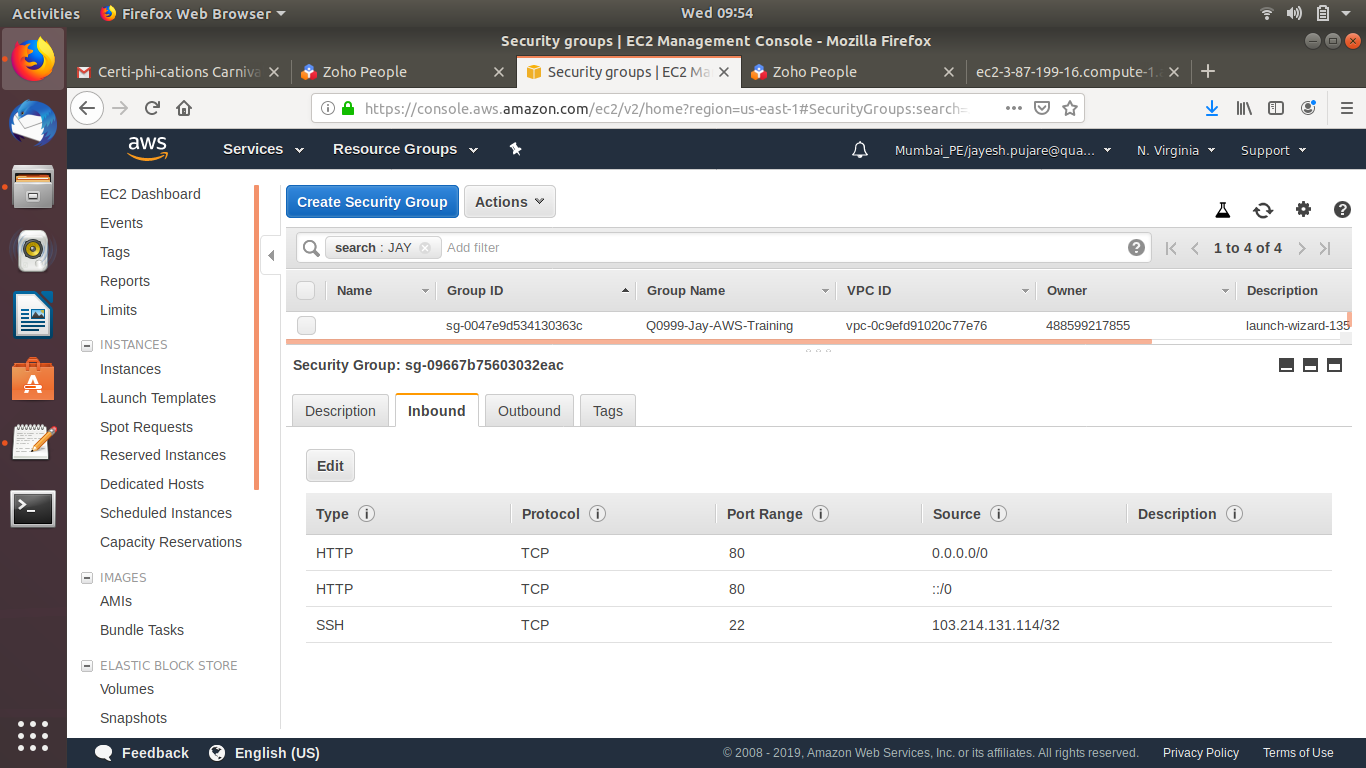 Activities Firefox Web Browser Wed 09:54
Security groups | EC2 Management Console - Mozilla Firefox
Certi-phi-cations Carniva Zoho People Security groups | EC2 Ma Zoho People ec2-3-87-199-16.compute-1.
https://console.aws.amazon.com/ec2/v2/home?region=us-east-1#SecurityGroups:search=
aws Services Resource Groups Mumbai_PE/jayesh.pujare@qua... N. Virginia Support
EC2 Dashboard
Events
Tags
Reports
Limits
INSTANCES
Instances
Launch Templates
Spot Requests
Reserved Instances
Dedicated Hosts
Scheduled Instances
Capacity Reservations
IMAGES
AMIs
Bundle Tasks
ELASTIC BLOCK STORE
Volumes
Snapshots
Create Security Group Actions
search : JAY Add filter 1 to 4 of 4
Name Group ID Group Name VPC ID Owner Description
sg-0047e9d534130363c Q0999-Jay-AWS-Training vpc-0c9efd91020c77e76 488599217855 launch-wizard-135
Security Group: sg-09667b75603032eac
Description Inbound Outbound Tags
Edit
Type Protocol Port Range Source Description
HTTP TCP 80 0.0.0.0/0
HTTP TCP 80 ::/0
SSH TCP 22 103.214.131.114/32
Feedback English (US) © 2008 - 2019, Amazon Web Services, Inc. or its affiliates. All rights reserved. Privacy Policy Terms of Use